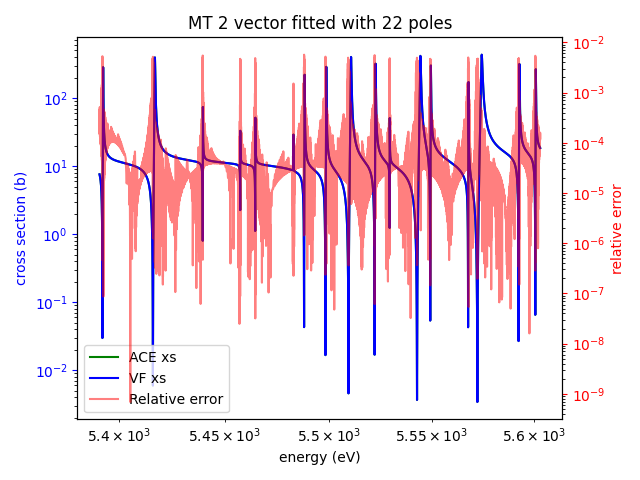 MT 2 vector fitted with 22 poles
cross section (b)
10²
10¹
10⁰
10⁻¹
10⁻²
ACE xs
VF xs
Relative error
10⁻²
10⁻³
10⁻⁴
10⁻⁵
10⁻⁶
10⁻⁷
10⁻⁸
10⁻⁹
relative error
5.4 × 10³ 5.45 × 10³ 5.5 × 10³ 5.55 × 10³ 5.6 × 10³
energy (eV)